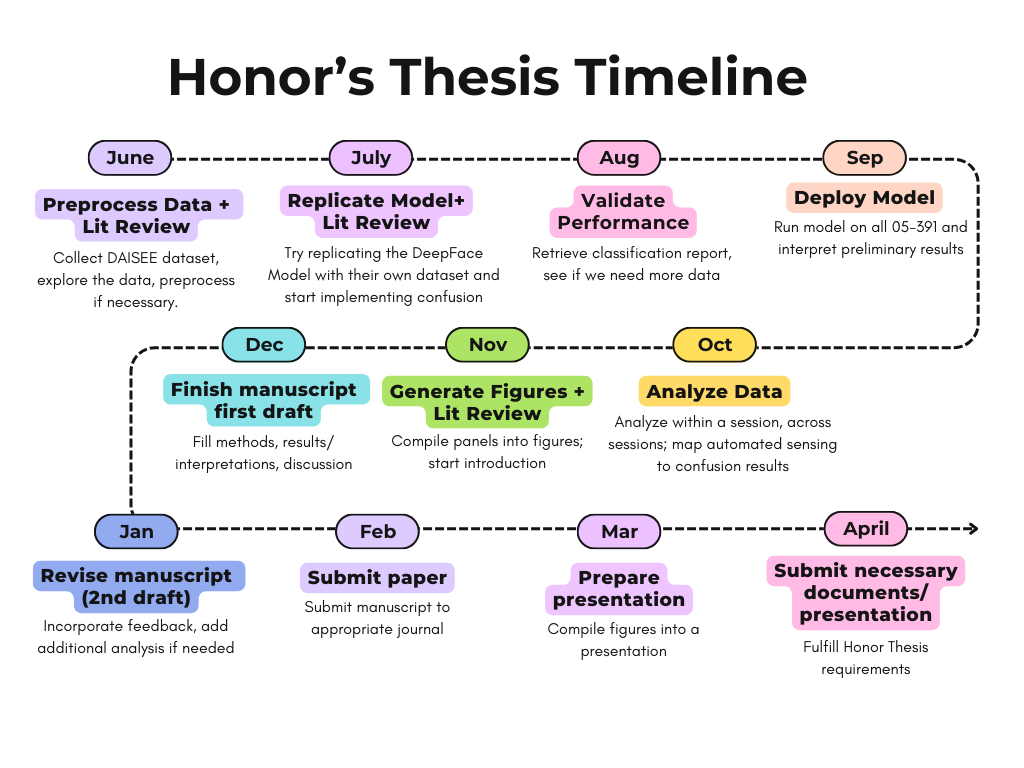 Honor's Thesis Timeline
June
Preprocess Data +
Lit Review
Collect DAISEE dataset,
explore the data, preprocess
if necessary.
July
Replicate Model+
Lit Review
Try replicating the DeepFace
Model with their own dataset and
start implementing confusion
Aug
Validate
Performance
Retrieve classification report,
see if we need more data
Sep
Deploy Model
Run model on all 05-391 and
interpret preliminary results
Oct
Analyze Data
Analyze within a session, across
sessions; map automated sensing
to confusion results
Nov
Generate Figures +
Lit Review
Compile panels into figures;
start introduction
Dec
Finish manuscript
first draft
Fill methods, results/
interpretations, discussion
Jan
Revise manuscript
(2nd draft)
Incorporate feedback, add
additional analysis if needed
Feb
Submit paper
Submit manuscript to
appropriate journal
Mar
Prepare
presentation
Compile figures into a
presentation
April
Submit necessary
documents/
presentation
Fulfill Honor Thesis
requirements